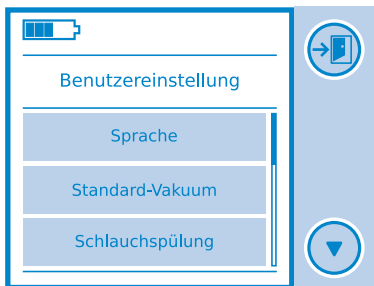 Benutzereinstellung
Sprache
Standard-Vakuum
Schlauchspülung